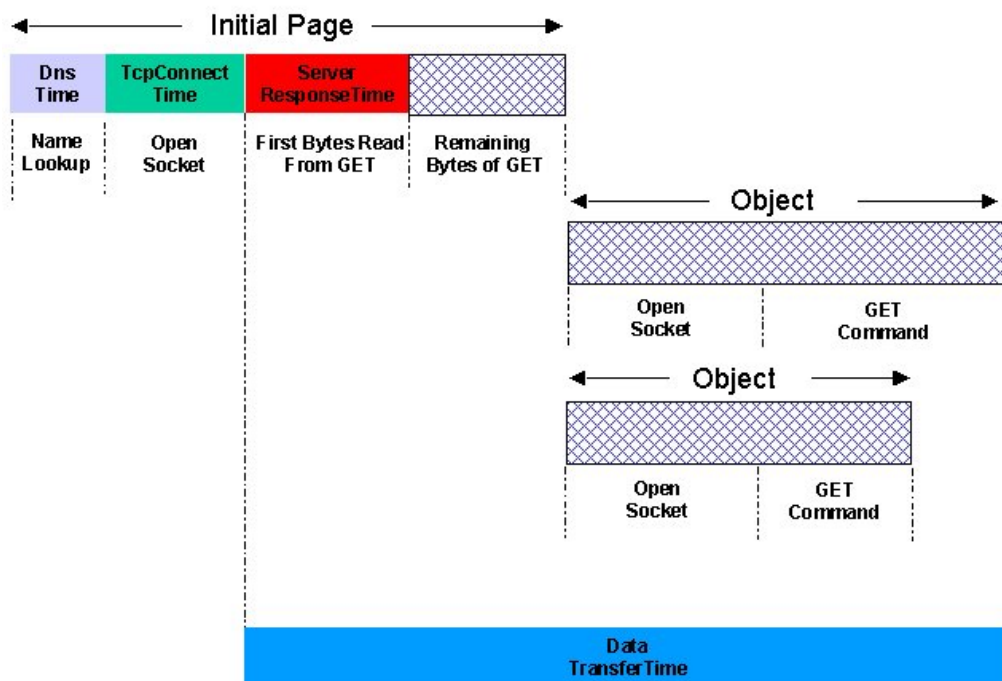 Initial Page
Dns
Time
TcpConnect
Time
Server
ResponseTime
Name
Lookup
Open
Socket
First Bytes Read
From GET
Remaining
Bytes of GET
Object
Open
Socket
GET
Command
Object
Open
Socket
GET
Command
Data
TransferTime